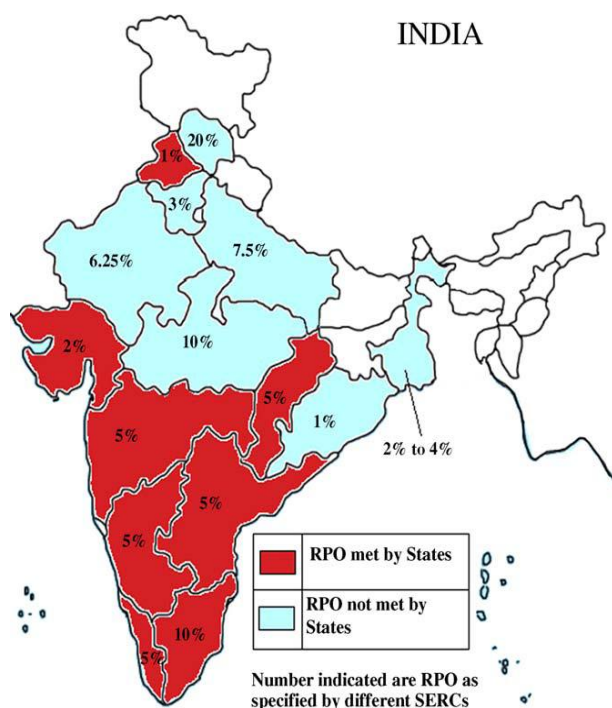 INDIA
20%
1%
3%
6.25%
7.5%
10%
2%
5%
5%
1%
2% to 4%
5%
5%
10%
5%
RPO met by States
RPO not met by
States
Number indicated are RPO as
specified by different SERCs